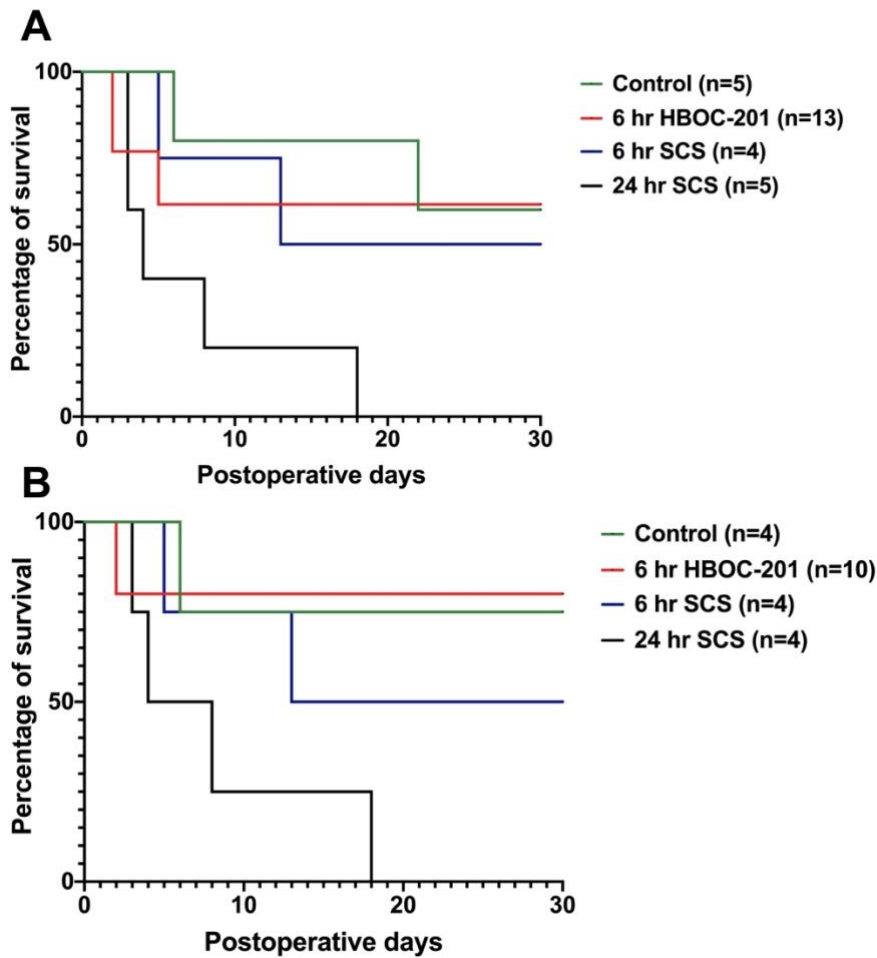 A
100
50
0
0 10 20 30
Percentage of survival
Postoperative days
Control (n=5)
6 hr HBOC-201 (n=13)
6 hr SCS (n=4)
24 hr SCS (n=5)
B
100
50
0
0 10 20 30
Percentage of survival
Postoperative days
Control (n=4)
6 hr HBOC-201 (n=10)
6 hr SCS (n=4)
24 hr SCS (n=4)